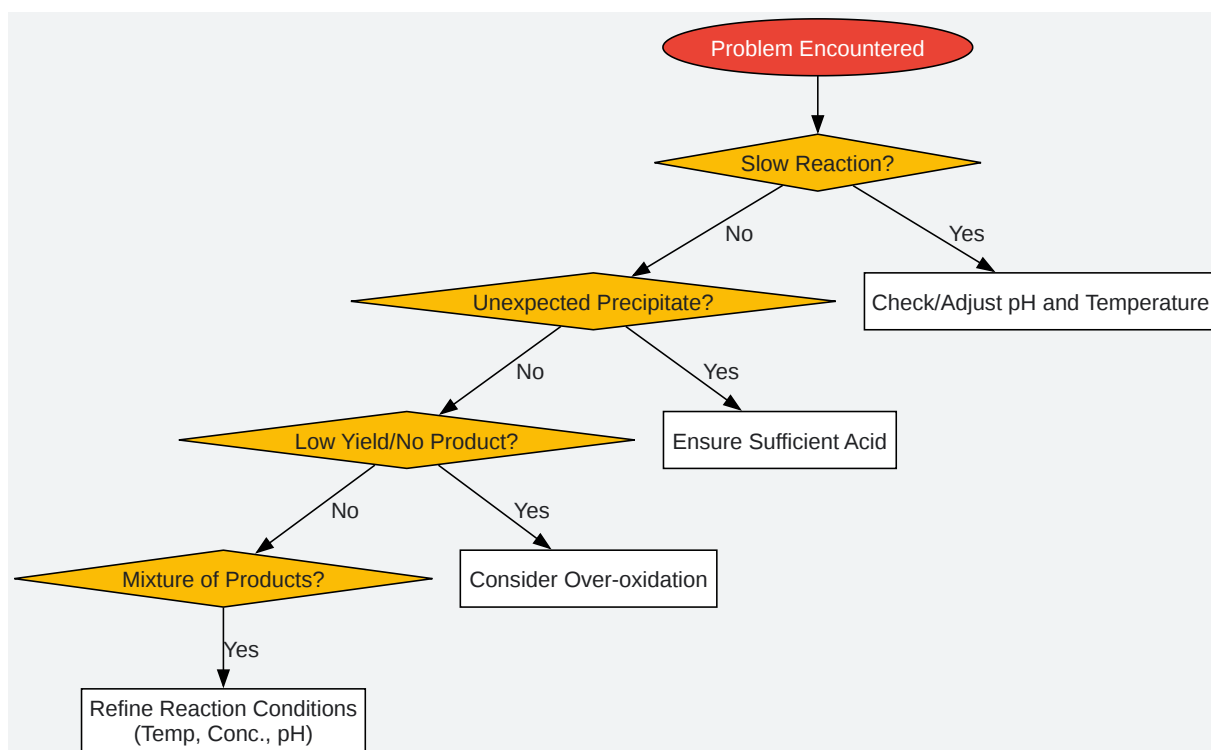 Problem Encountered
Slow Reaction?
No
Yes
Unexpected Precipitate?
Check/Adjust pH and Temperature
No
Yes
Low Yield/No Product?
Ensure Sufficient Acid
No
Yes
Mixture of Products?
Consider Over-oxidation
Yes
Refine Reaction Conditions
(Temp, Conc., pH)